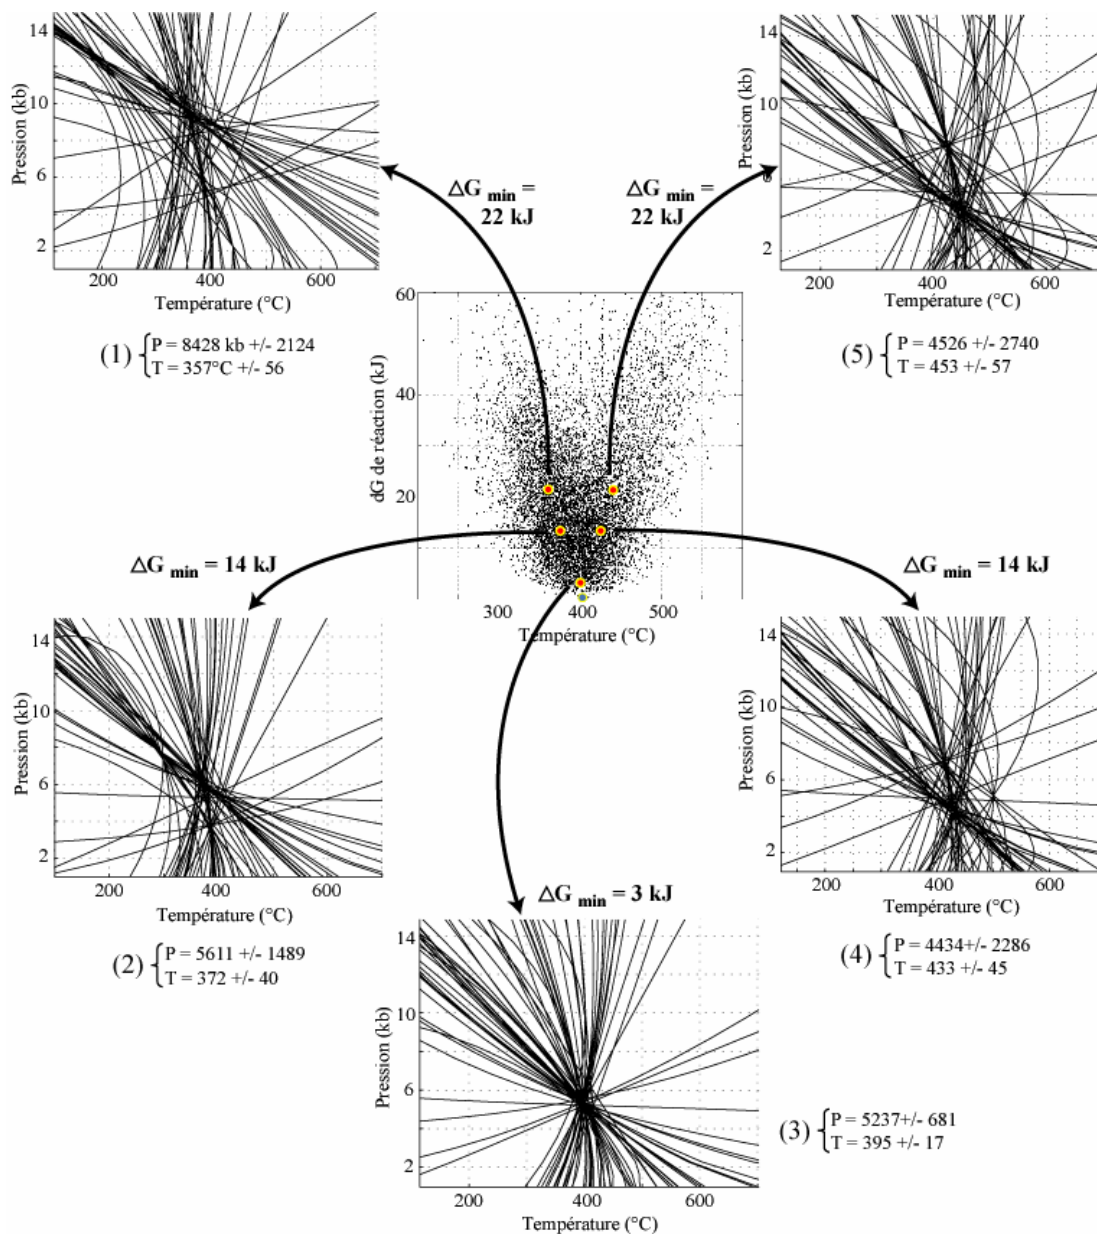 14
10
6
2
Pression (kb)
200 400 600
Température (°C)
(1) P = 8428 kb +/- 2124
T = 357°C +/- 56
△G min =
22 kJ
△G min =
22 kJ
14
10
6
2
Pression (kb)
200 400 600
Température (°C)
(5) P = 4526 +/- 2740
T = 453 +/- 57
60
40
20
dG de réaction (kJ)
300 400 500
Température (°C)
△G min = 14 kJ
△G min = 14 kJ
14
10
6
2
Pression (kb)
200 400 600
Température (°C)
(2) P = 5611 +/- 1489
T = 372 +/- 40
14
10
6
2
Pression (kb)
200 400 600
Température (°C)
(4) P = 4434+/- 2286
T = 433 +/- 45
△G min = 3 kJ
14
10
6
2
Pression (kb)
200 400 600
Température (°C)
(3) P = 5237+/- 681
T = 395 +/- 17